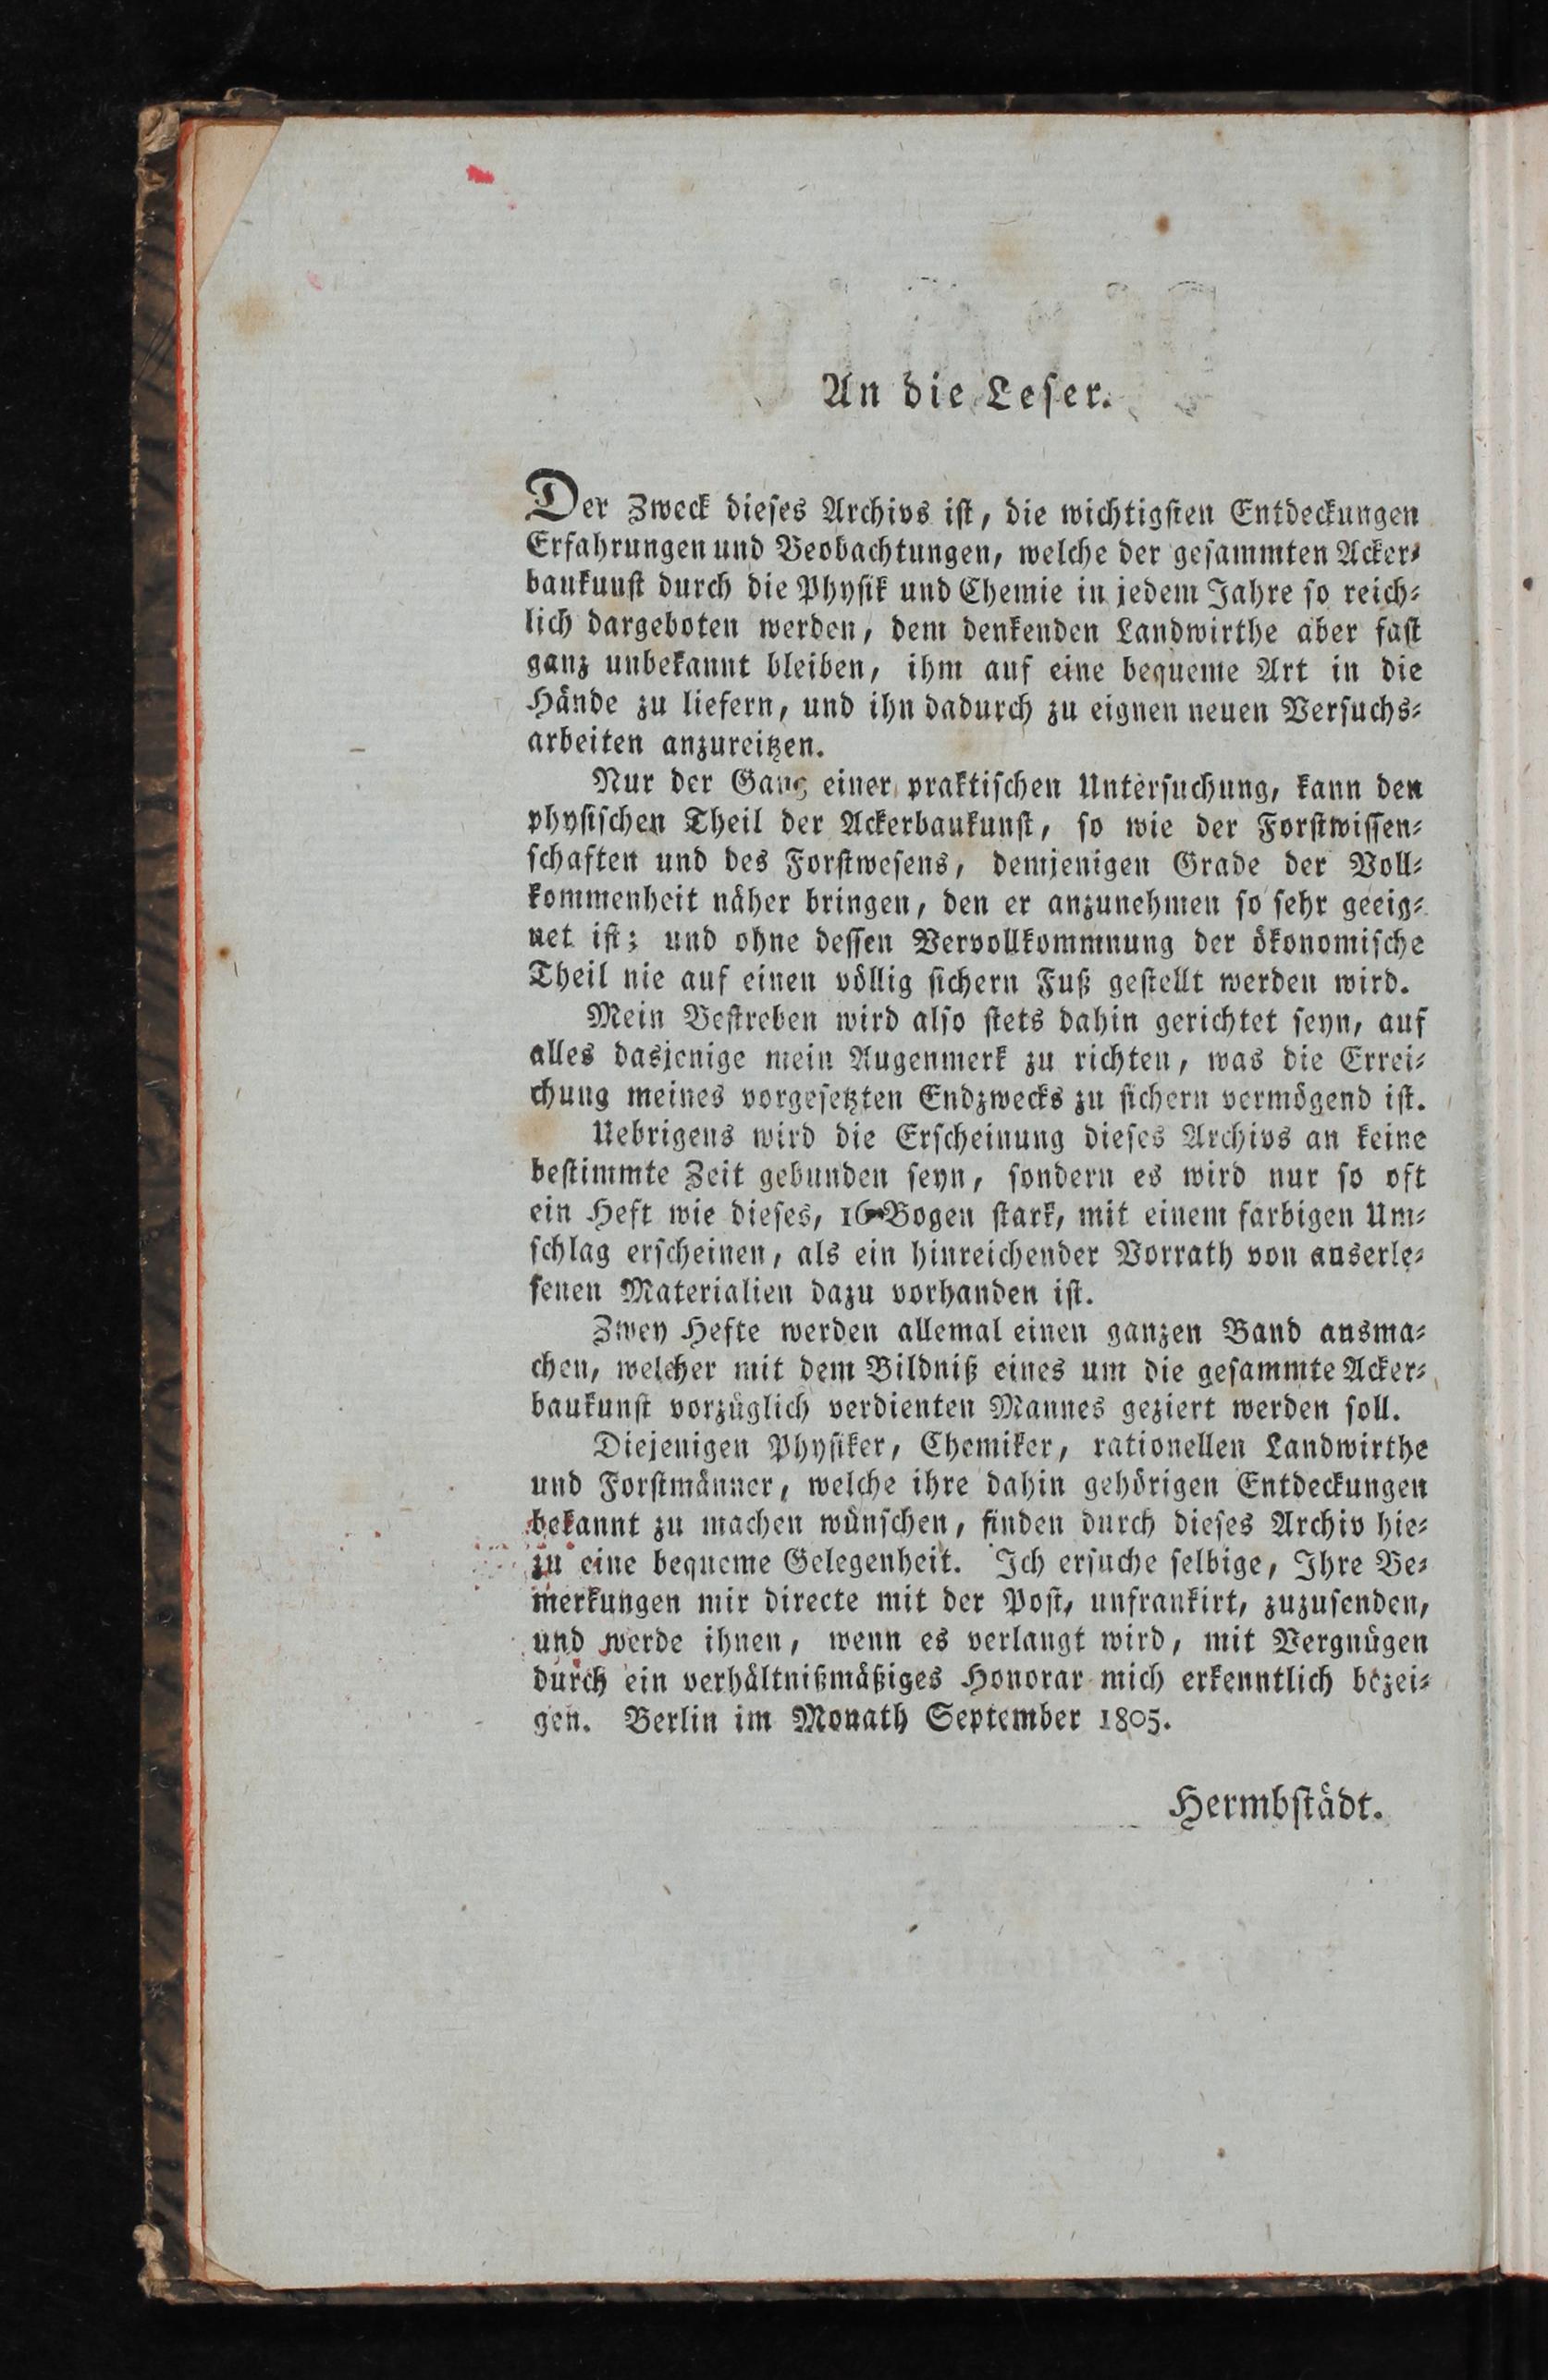 An die Leser.
Der Zweck dieses Archivs ist, die wichtigsten Entdeckungen
Erfahrungen und Beobachtungen, welche der gesammten Acker-
baukunst durch die Physik und Chemie in jedem Jahre so reich-
lich dargeboten werden, dem denkenden Landwirthe aber fast
ganz unbekannt bleiben, ihm auf eine bequeme Art in die
Hände zu liefern, und ihn dadurch zu eignen neuen Versuchs-
arbeiten anzureitzen.
Nur der Gang einer praktischen Untersuchung, kann den
physischen Theil der Ackerbaukunst, so wie der Forstwissen-
schaften und des Forstwesens, demjenigen Grade der Voll-
kommenheit näher bringen, den er anzunehmen so sehr geeig-
net ist; und ohne dessen Vervollkommnung der ökonomische
Theil nie auf einen völlig sichern Fuß gestellt werden wird.
Mein Bestreben wird also stets dahin gerichtet seyn, auf
alles dasjenige mein Augenmerk zu richten, was die Errei-
chung meines vorgesetzten Endzwecks zu sichern vermögend ist.
Uebrigens wird die Erscheinung dieses Archivs an keine
bestimmte Zeit gebunden seyn, sondern es wird nur so oft
ein Heft wie dieses, 16 Bogen stark, mit einem farbigen Um-
schlag erscheinen, als ein hinreichender Vorrath von auserle-
senen Materialien dazu vorhanden ist.
Zwey Hefte werden allemal einen ganzen Band ausma-
chen, welcher mit dem Bildniß eines um die gesammte Acker-
baukunst vorzüglich verdienten Mannes geziert werden soll.
Diejenigen Physiker, Chemiker, rationellen Landwirthe
und Forstmänner, welche ihre dahin gehörigen Entdeckungen
bekannt zu machen wünschen, finden durch dieses Archiv hie-
zu eine bequeme Gelegenheit. Ich ersuche selbige, Ihre Be-
merkungen mir directe mit der Post, unfrankirt, zuzusenden,
und werde ihnen, wenn es verlangt wird, mit Vergnügen
durch ein verhältnißmäßiges Honorar mich erkenntlich bezei-
gen. Berlin im Monath September 1805.
Hermbstädt.